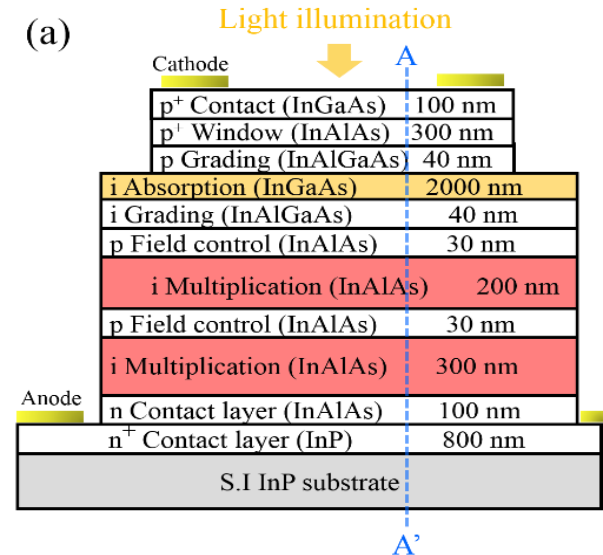 (a)
Light illumination
A
Cathode
p⁺ Contact (InGaAs) 100 nm
p⁺ Window (InAlAs) 300 nm
p Grading (InAlGaAs) 40 nm
i Absorption (InGaAs) 2000 nm
i Grading (InAlGaAs) 40 nm
p Field control (InAlAs) 30 nm
i Multiplication (InAlAs) 200 nm
p Field control (InAlAs) 30 nm
i Multiplication (InAlAs) 300 nm
Anode
n Contact layer (InAlAs) 100 nm
n⁺ Contact layer (InP) 800 nm
S.I InP substrate
A’